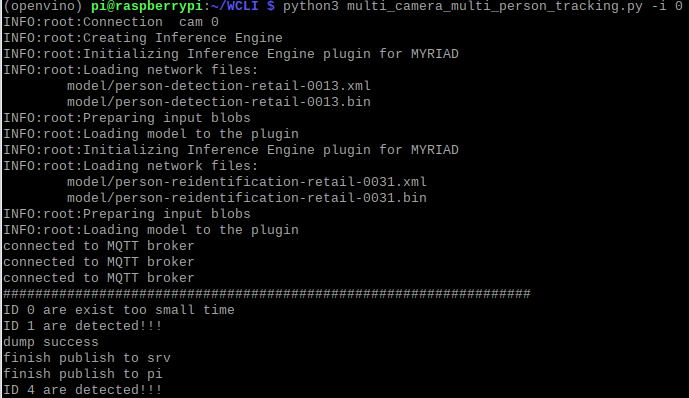 (openvino) pi@raspberrypi:~/WCLI $ python3 multi_camera_multi_person_tracking.py -i 0
INFO:root:Connection  cam 0
INFO:root:Creating Inference Engine
INFO:root:Initializing Inference Engine plugin for MYRIAD
INFO:root:Loading network files:
        model/person-detection-retail-0013.xml
        model/person-detection-retail-0013.bin
INFO:root:Preparing input blobs
INFO:root:Loading model to the plugin
INFO:root:Initializing Inference Engine plugin for MYRIAD
INFO:root:Loading network files:
        model/person-reidentification-retail-0031.xml
        model/person-reidentification-retail-0031.bin
INFO:root:Preparing input blobs
INFO:root:Loading model to the plugin
connected to MQTT broker
connected to MQTT broker
connected to MQTT broker
##################################################################
ID 0 are exist too small time
ID 1 are detected!!!
dump success
finish publish to srv
finish publish to pi
ID 4 are detected!!!